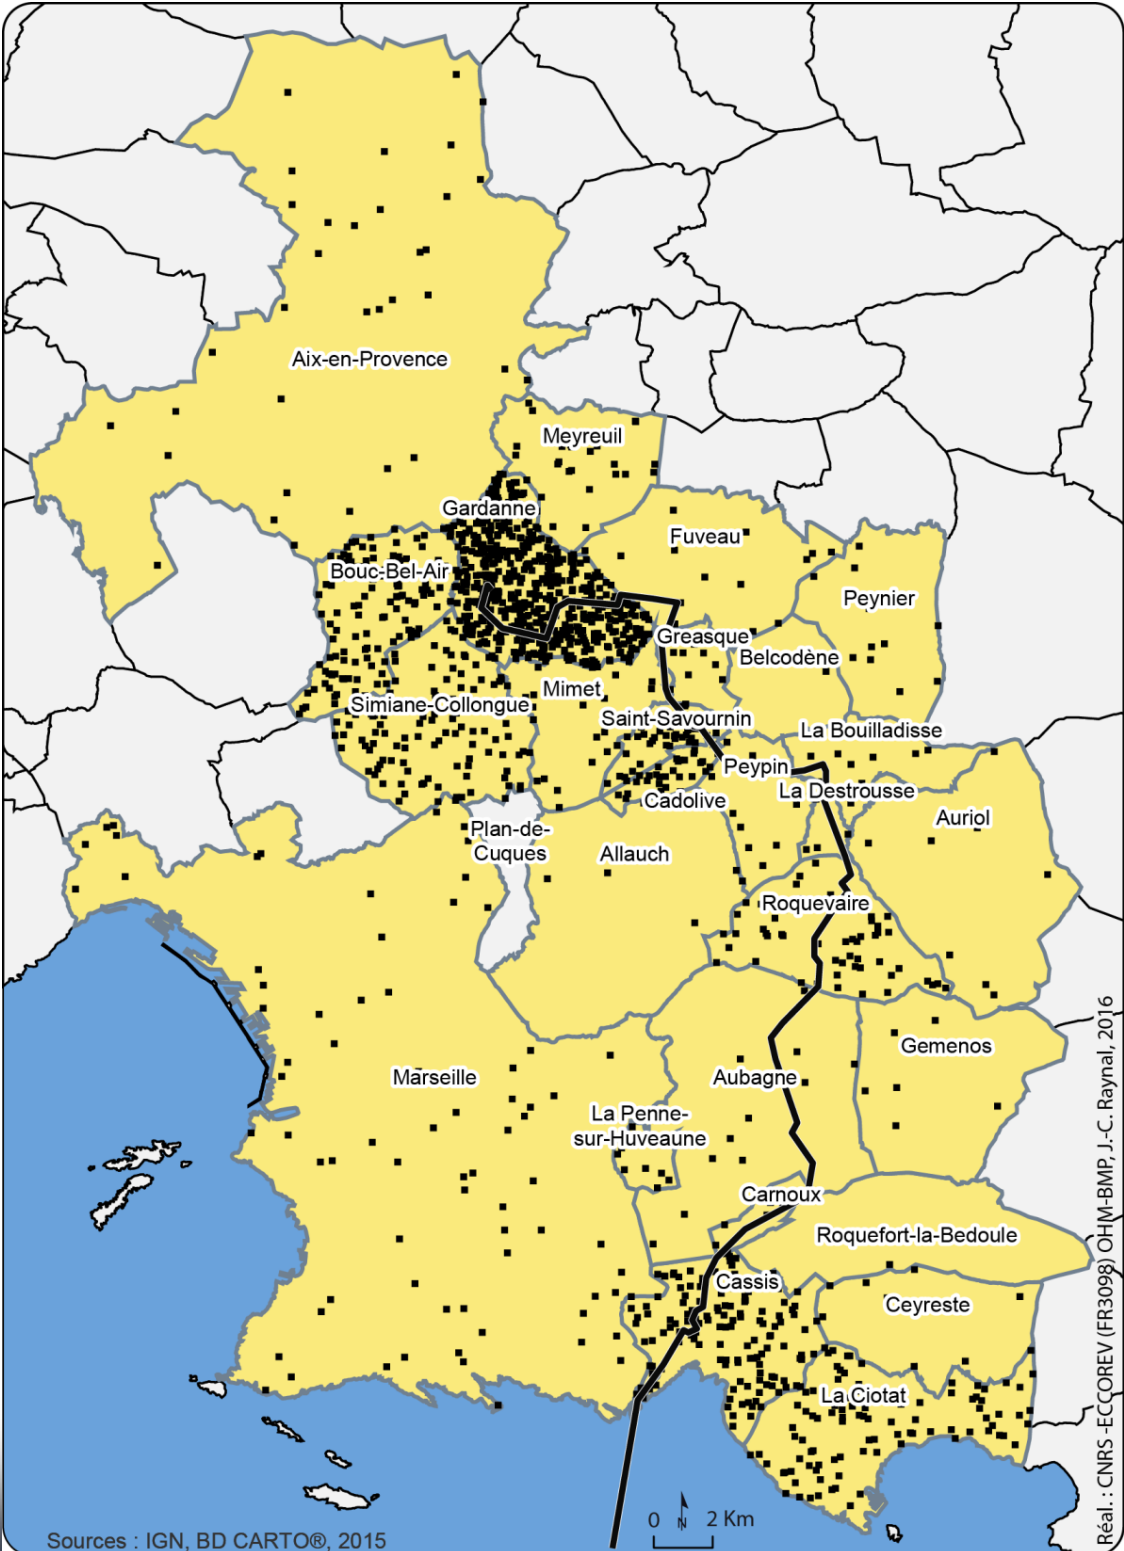 Aix-en-Provence
Meyreuil
Gardanne
Fuveau
Bouc-Bel-Air
Peynier
Greasque
Belcodène
Mimet
Simiane-Collongue
Saint-Savournin
La Bouilladisse
Peypin
La Destrousse
Cadolive
Auriol
Plan-de-
Cuques
Allauch
Roquevaire
Gemenos
Marseille
Aubagne
La Penne-
sur-Huveaune
Carnoux
Roquefort-la-Bedoule
Cassis
Ceyreste
La Ciotat
0 N 2 Km
Sources : IGN, BD CARTO®, 2015
Réal. : CNRS -ECCOREV (FR3098) OHM-BMP, J.-C. Raynal, 2016